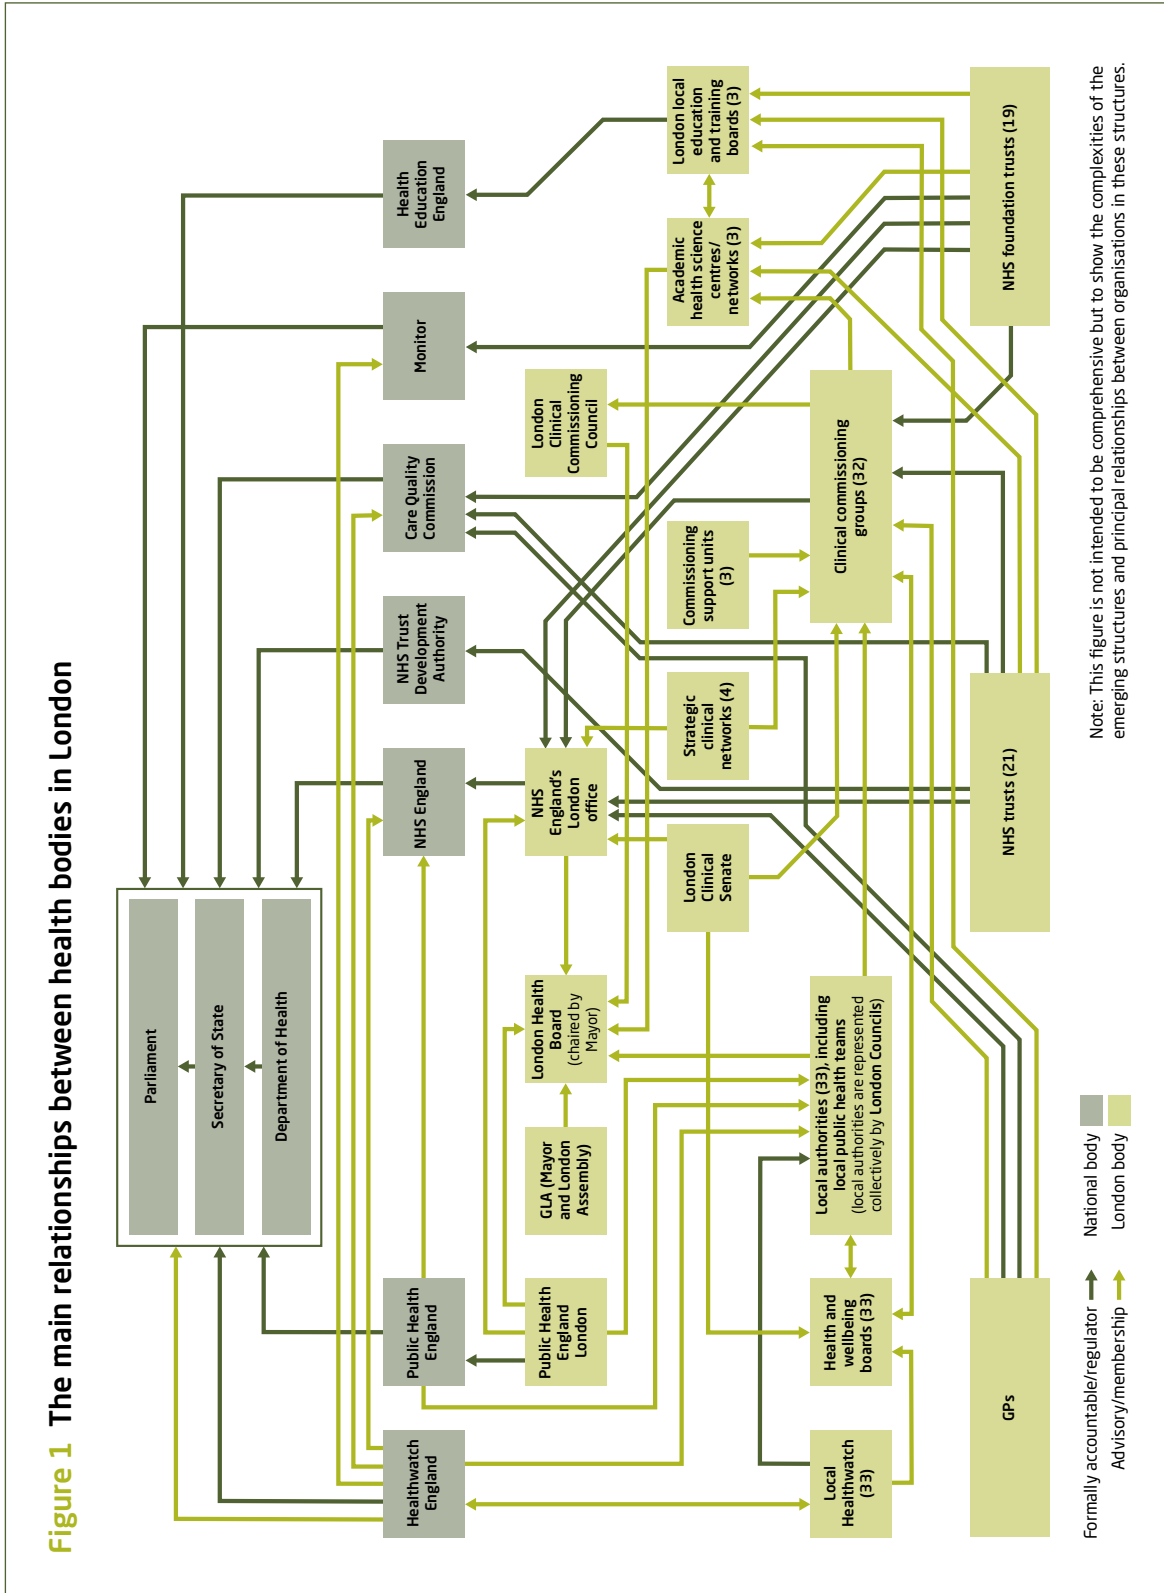 Figure 1 The main relationships between health bodies in London
Parliament
Secretary of State
Department of Health
Healthwatch
England
Public Health
England
NHS England
NHS Trust
Development
Authority
Care Quality
Commission
Monitor
Health
Education
England
Public Health
England
London
GLA (Mayor
and London
Assembly)
London Health
Board
(chaired by
Mayor)
NHS
England's
London
office
London
Clinical
Commissioning
Council
London
Clinical
Senate
Strategic
clinical
networks (4)
Commissioning
support units
(3)
Academic
health science
centres/
networks (3)
London local
education
and training
boards (3)
Local
Healthwatch
(33)
Health and
wellbeing
boards (33)
Local authorities (33), including
local public health teams
(local authorities are represented
collectively by London Councils)
Clinical commissioning
groups (32)
GPs
NHS trusts (21)
NHS foundation trusts (19)
Formally accountable/regulator
Advisory/membership
National body
London body
Note: This figure is not intended to be comprehensive but to show the complexities of the
emerging structures and principal relationships between organisations in these structures.